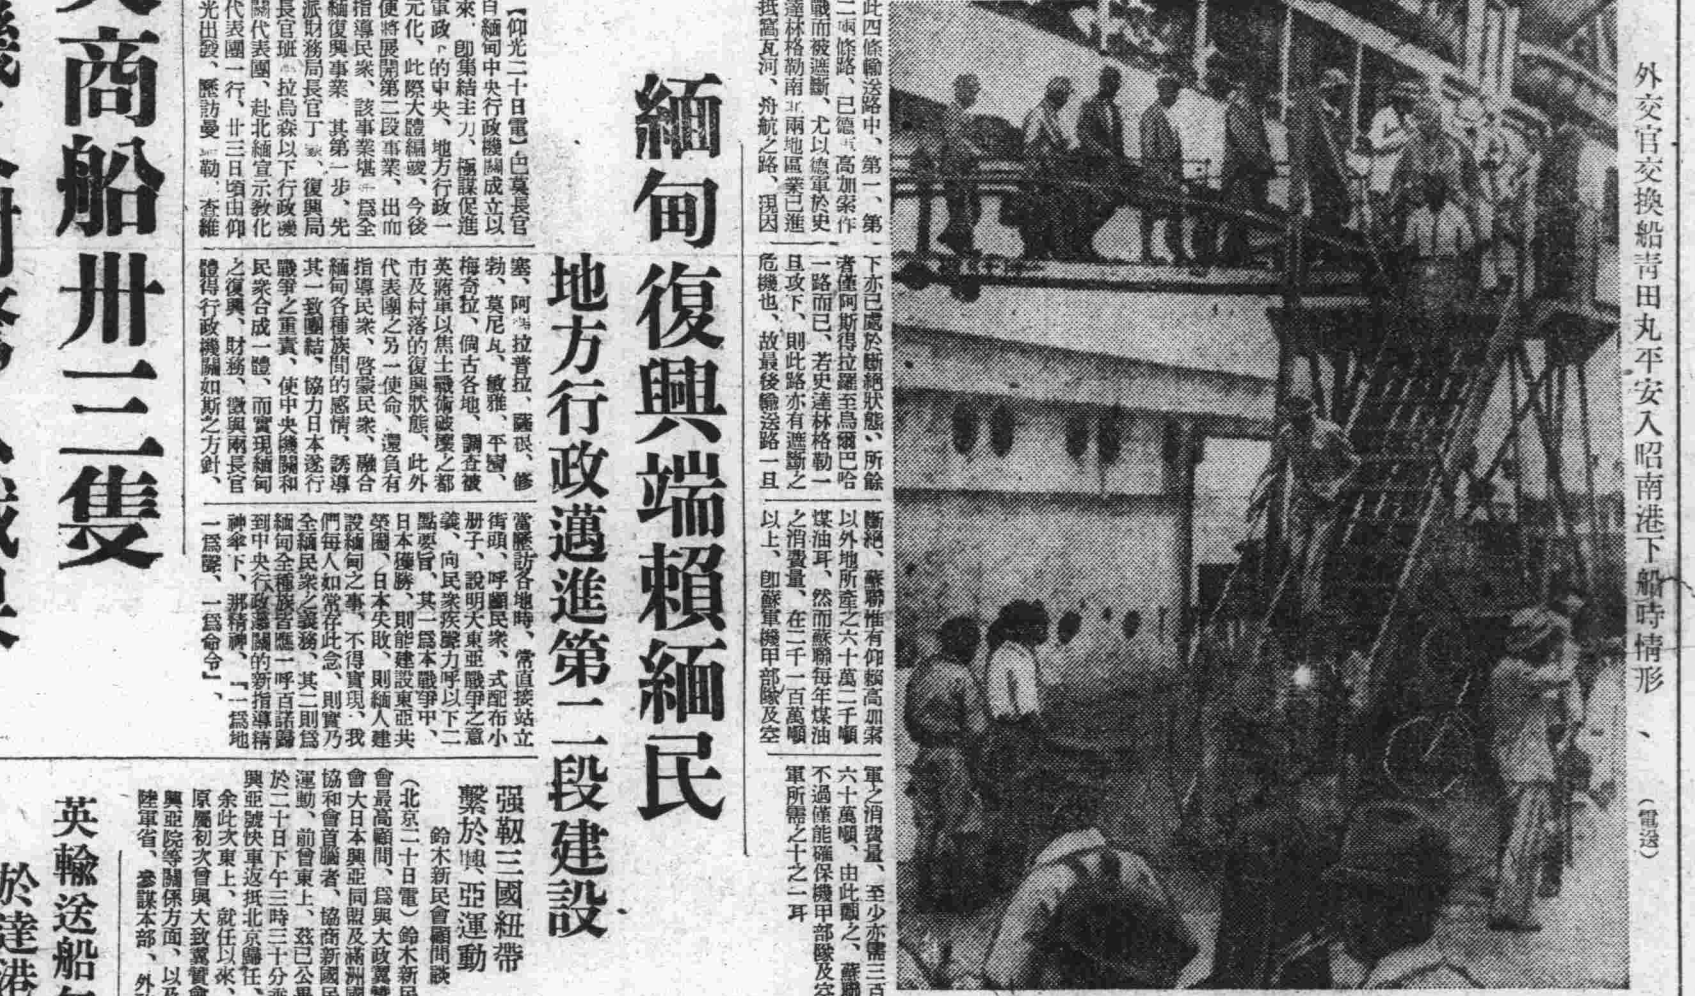 外交官交換船青田丸平安入昭南港下船時情形、（電送）
此四條輸送路中、第一、第
二兩條路、已德軍高加索作
戰而被遮斷、尤以德軍於史
達林格勒南北兩地區業已進
抵窩瓦河、舟航之路、現因
下亦已處於斷絕狀態、所餘
者僅阿斯得拉羅至烏爾巴哈
一路而已、若史達林格勒一
旦攻下、則此路亦有遮斷之
危機也、故最後輸送路一旦
斷絕、蘇聯惟有仰賴高加索
以外地所產之六十萬二千噸
煤油耳、然而蘇聯每年煤油
之消費量、在二千一百萬噸
以上、卽蘇軍機甲部隊及空
軍之消費量、至少亦需三百
六十萬噸、由此觀之、蘇聯
不過僅能確保機甲部隊及空
軍所需之十之二耳
緬甸復興端賴緬民
地方行政邁進第二段建設
【仰光二十日電】巴莫長官
自緬甸中央行政機關成立以
來、卽集結主力、極謀促進
軍政下的中央、地方行政一
元化、此際大體編竣、今後
便將展開第二段事業、出而
指導民衆、該事業堪稱爲全
緬復興事業、其第一步、先
派財務局長官丁 、復興局
長官班 拉烏森以下行政機
關代表團、赴北緬宣示敎化
代表團一行、廿三日頃由仰
光出發、歷訪曼 勒、查維
塞、阿 拉普拉、薩 、修
勃、莫尼瓦、敏雅、平 、
梅奇拉、倜古各地、調查被
英蔣軍以焦土戰術破壞之都
市及村落的復興狀態、此外
代表團之另一使命、還負有
指導民衆、啓蒙民衆、融合
緬甸各種族間的感情、誘導
其一致團結、協力日本遂行
戰爭之重責、使中央機關和
民衆合成一體、而實現緬甸
之復興、財務、復興兩長官
體得行政機關如斯之方針、
當歷訪各地時、常直接站立
街頭、呼籲民衆、式配布小
册子、說明大東亞戰爭之意
義、向民衆疾聲力呼以下二
點要旨、其一爲本戰爭中、
日本獲勝、則能建設東亞共
榮圈、日本失敗、則緬人建
設緬甸之事、不得實現、我
們每人如常存此念、則實乃
全緬民衆之義務、其二則爲
緬甸全種族皆應一呼百諾歸
到中央行政機關的新指導精
神傘下、那精神、「一爲地
一爲聲、一爲命令」、
强靱三國紐帶
繫於興亞運動
鈴木新民會顧問談
（北京二十日電）鈴木新民
會最高顧問、爲與大政翼贊
會大日本興亞同盟及滿洲國
協和會首腦者、協商新國民
運動、前曾東上、茲已公畢
於二十日下午三時三十分乘
興亞號快車返抵北京歸任、
余此次東上、就任以來、
原屬初次曾與大政翼贊會
興亞院等關係方面、以及
陸軍省、參謀本部、外
商船卅三隻
英輸送船
於達港